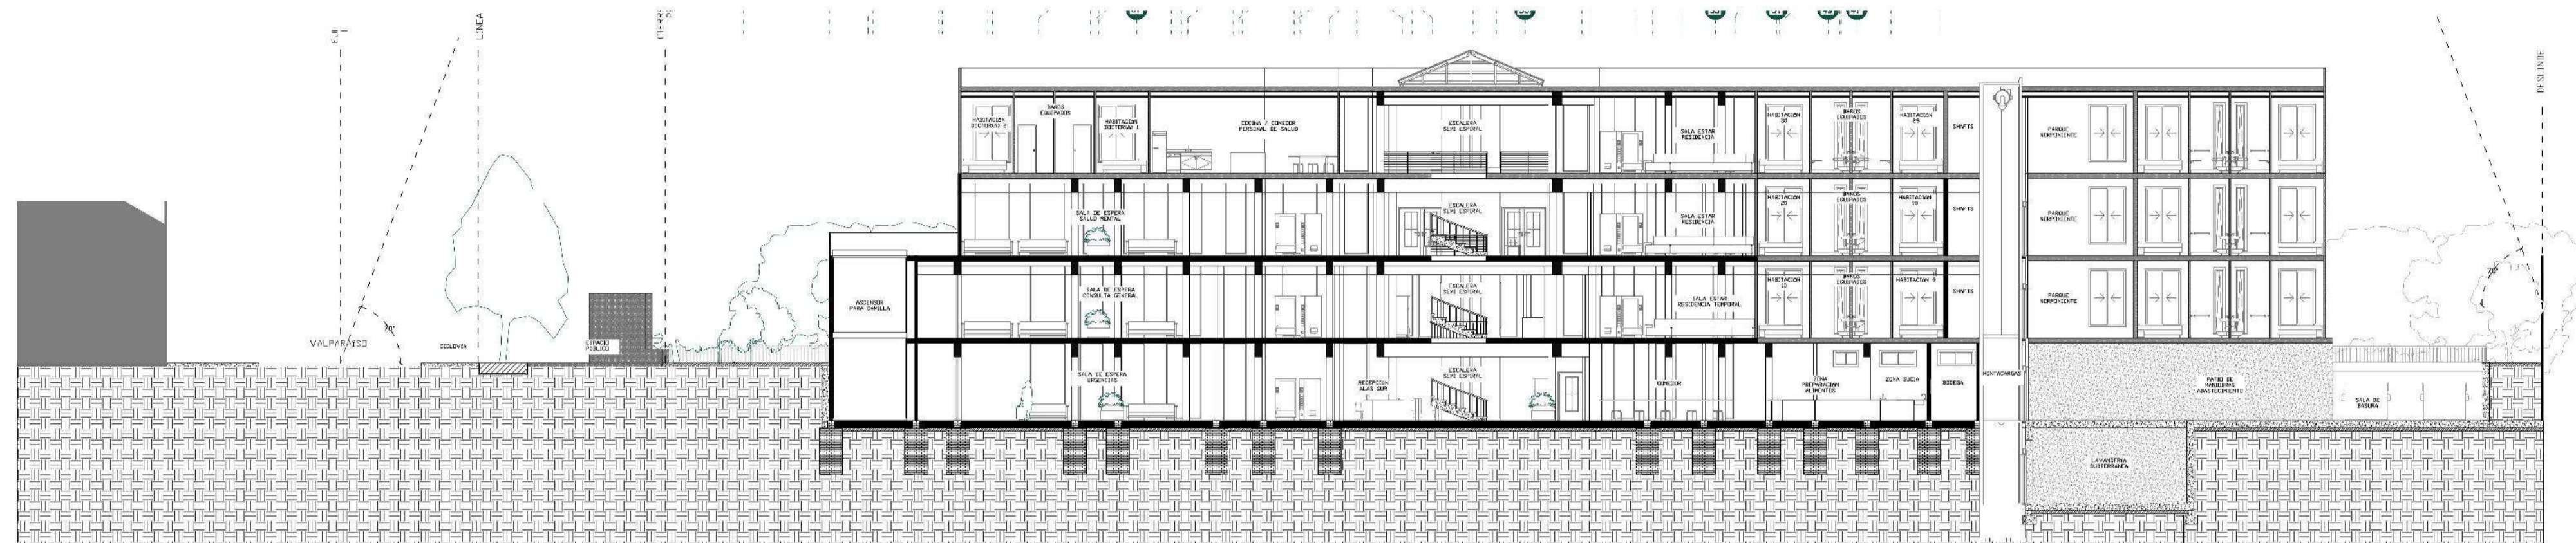 LINEA
DESLINDE
HABITACION
DOCTOR(A) 2
BAÑOS
EQUIPADOS
HABITACION
DOCTOR(A) 1
COCINA / COMEDOR
PERSONAL DE SALUD
ESCALERA
SEMI ESPIRAL
SALA ESTAR
RESIDENCIA
HABITACION
BAÑOS
EQUIPADOS
HABITACION
29
SHAFTS
PARQUE
NORPONIENTE
SALA DE ESPERA
SALUD MENTAL
ESCALERA
SEMI ESPIRAL
SALA ESTAR
RESIDENCIA
HABITACION
20
BAÑOS
EQUIPADOS
HABITACION
19
SHAFTS
PARQUE
NORPONIENTE
ASCENSOR
PARA CAMILLA
SALA DE ESPERA
CONSULTA GENERAL
ESCALERA
SEMI ESPIRAL
SALA ESTAR
RESIDENCIA TEMPORAL
HABITACION
10
BAÑOS
EQUIPADOS
HABITACION 9
SHAFTS
PARQUE
NORPONIENTE
70°
70°
VALPARAISO
CICLOVIA
ESPACIO
PUBLICO
SALA DE ESPERA
URGENCIAS
RECEPCION
ALAS SUR
ESCALERA
SEMI ESPIRAL
COMEDOR
ZONA
PREPARACION
ALIMENTOS
ZONA SUCIA
BODEGA
MONTACARGAS
PATIO DE
MANIOBRAS
ABASTECIMIENTO
SALA DE
BASURA
LAVANDERIA
SUBTERRANEA